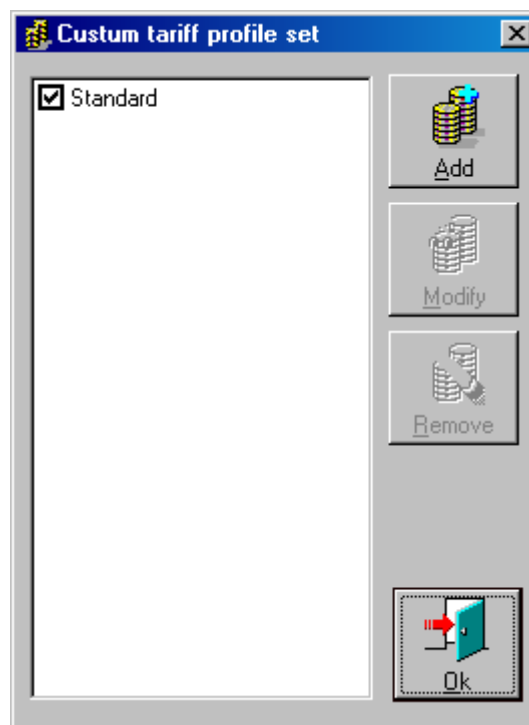 Custum tariff profile set
Standard
Add
Modify
Remove
Ok